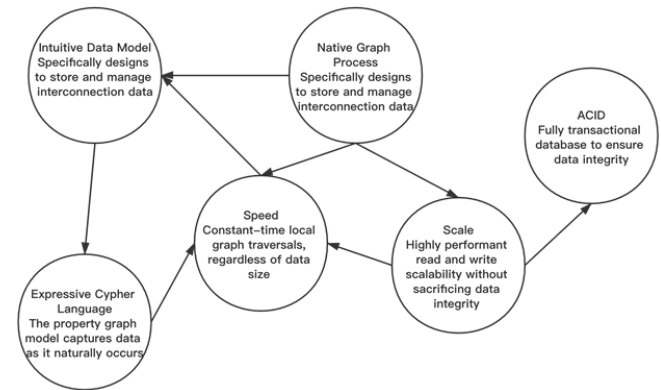 Intuitive Data Model
Specifically designs
to store and manage
interconnection data
Native Graph
Process
Specifically designs
to store and manage
interconnection data
ACID
Fully transactional
database to ensure
data integrity
Speed
Constant-time local
graph traversals,
regardless of data
size
Scale
Highly performant
read and write
scalability without
sacrificing data
integrity
Expressive Cypher
Language
The property graph
model captures data
as it naturally occurs